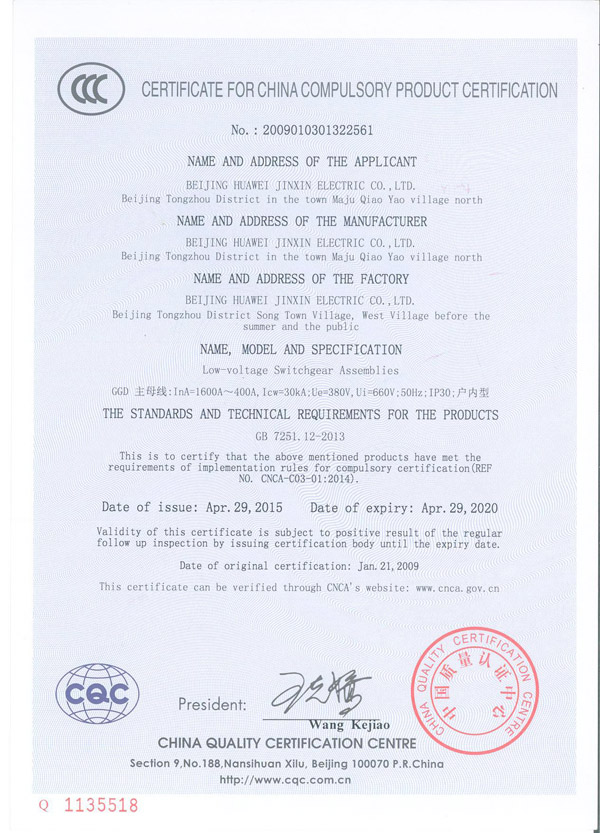 CCC
CERTIFICATE FOR CHINA COMPULSORY PRODUCT CERTIFICATION
No.: 2009010301322561
NAME AND ADDRESS OF THE APPLICANT
BEIJING HUAWEI JINXIN ELECTRIC CO.,LTD.
Beijing Tongzhou District in the town Maju Qiao Yao village north
NAME AND ADDRESS OF THE MANUFACTURER
BEIJING HUAWEI JINXIN ELECTRIC CO.,LTD.
Beijing Tongzhou District in the town Maju Qiao Yao village north
NAME AND ADDRESS OF THE FACTORY
BEIJING HUAWEI JINXIN ELECTRIC CO.,LTD.
Beijing Tongzhou District Song Town Village, West Village before the
summer and the public
NAME, MODEL AND SPECIFICATION
Low-voltage Switchgear Assemblies
GGD 主母线:InA=1600A～400A,Icw=30kA;Ue=380V,Ui=660V;50Hz;IP30;户内型
THE STANDARDS AND TECHNICAL REQUIREMENTS FOR THE PRODUCTS
GB 7251.12-2013
This is to certify that the above mentioned products have met the
requirements of implementation rules for compulsory certification(REF
NO. CNCA-C03-01:2014).
Date of issue: Apr.29,2015 Date of expiry: Apr.29,2020
Validity of this certificate is subject to positive result of the regular
follow up inspection by issuing certification body until the expiry date.
Date of original certification: Jan.21,2009
This certificate can be verified through CNCA's website: www.cnca.gov.cn
CQC
President:
Wang Kejiao
CHINA QUALITY CERTIFICATION CENTRE
中国质量认证中心
CHINA QUALITY CERTIFICATION CENTRE
Section 9,No.188,Nansihuan Xilu, Beijing 100070 P.R.China
http://www.cqc.com.cn
Q 1135518